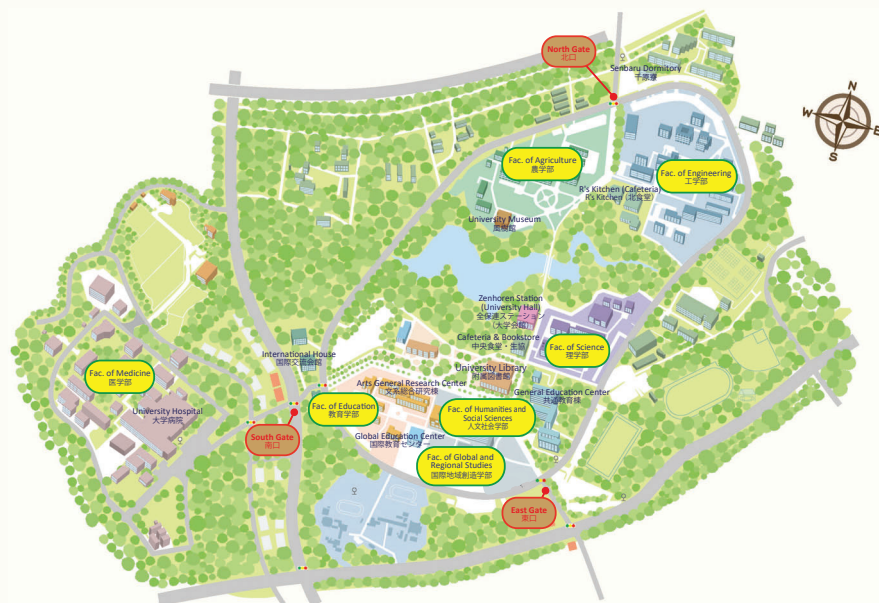 North Gate
北口
Senbaru Dormitory
千原寮
N
W
E
S
Fac. of Agriculture
農学部
Fac. of Engineering
工学部
R's Kitchen (Cafeteria)
R's Kitchen (北食堂)
University Museum
風樹館
Zenhoren Station
(University Hall)
全保連ステーション
(大学会館)
Cafeteria & Bookstore
中央食堂・生協
Fac. of Science
理学部
International House
国際交流会館
University Library
附属図書館
Fac. of Medicine
医学部
Arts General Research Center
文系総合研究棟
General Education Center
共通教育棟
Fac. of Education
教育学部
Fac. of Humanities and
Social Sciences
人文社会学部
University Hospital
大学病院
South Gate
南口
Global Education Center
国際教育センター
Fac. of Global and
Regional Studies
国際地域創造学部
East Gate
東口